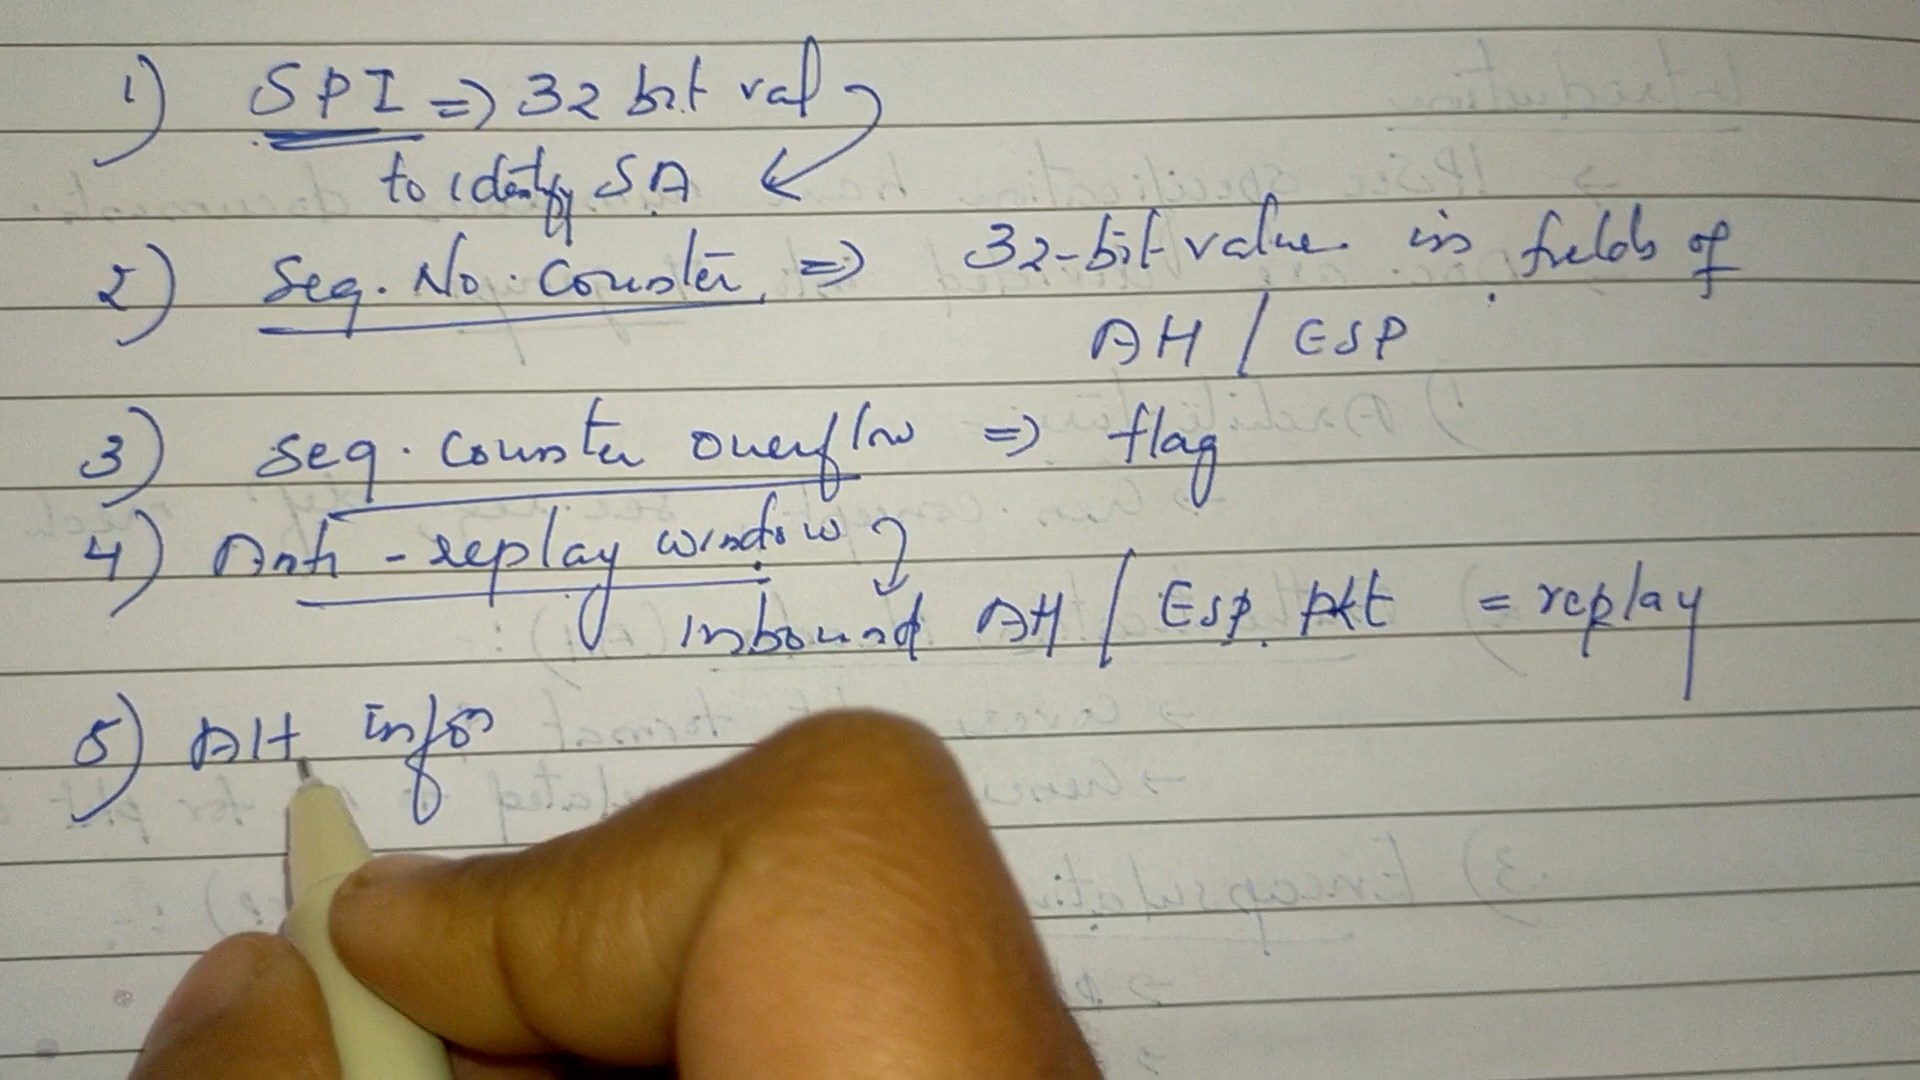 1) SPI => 32 bit val
to identify SA
2) Seq. No. Counter => 32-bit value in fields of
AH / ESP
3) Seq. Counter overflow => flag
4) Anti-replay window
inbound AH / ESP pkt = replay
5) AH info